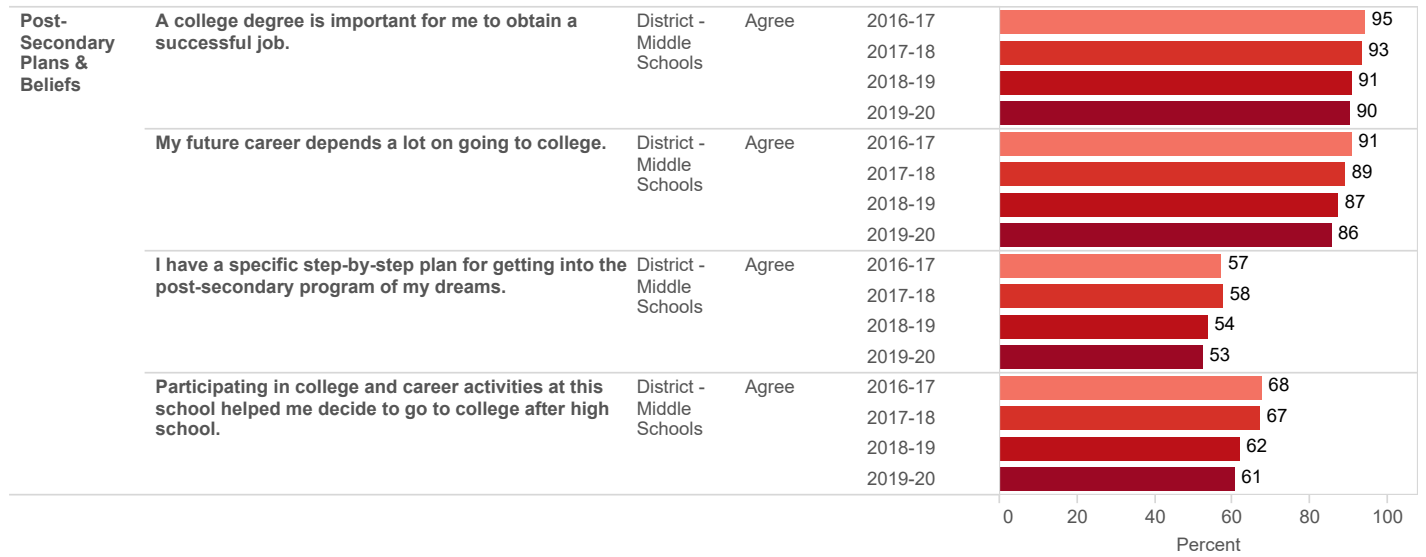 Post-
Secondary
Plans &
Beliefs
A college degree is important for me to obtain a
successful job.
District -
Middle
Schools
Agree
2016-17
95
2017-18
93
2018-19
91
2019-20
90
My future career depends a lot on going to college.
District -
Middle
Schools
Agree
2016-17
91
2017-18
89
2018-19
87
2019-20
86
I have a specific step-by-step plan for getting into the
post-secondary program of my dreams.
District -
Middle
Schools
Agree
2016-17
57
2017-18
58
2018-19
54
2019-20
53
Participating in college and career activities at this
school helped me decide to go to college after high
school.
District -
Middle
Schools
Agree
2016-17
68
2017-18
67
2018-19
62
2019-20
61
0 20 40 60 80 100
Percent